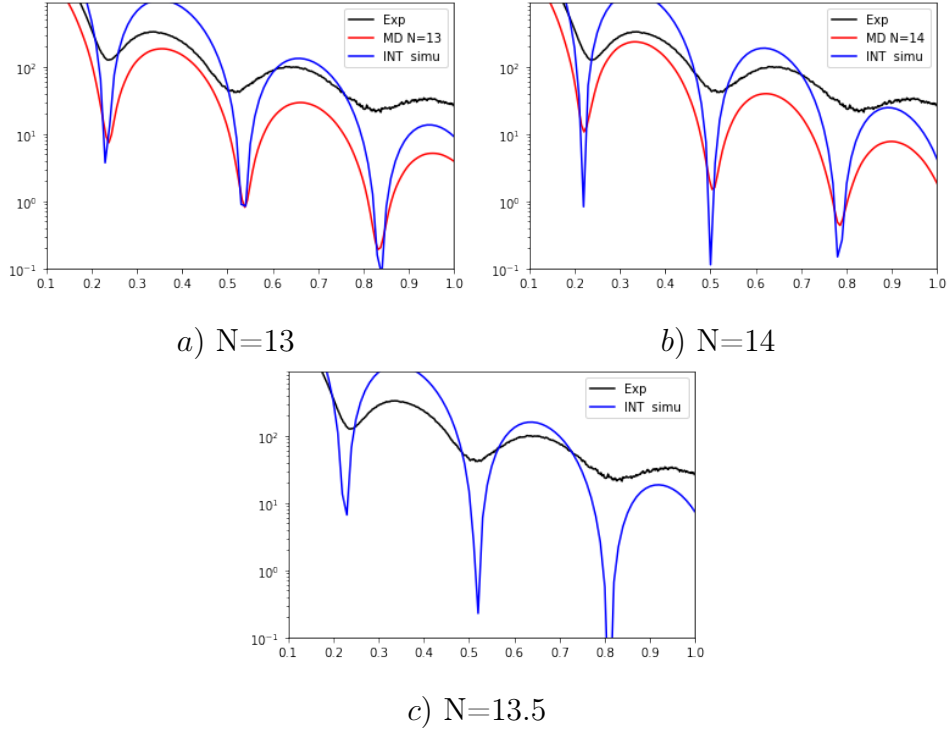 Exp
MD N=13
INT simu
10²
10¹
10⁰
10⁻¹
0.1 0.2 0.3 0.4 0.5 0.6 0.7 0.8 0.9 1.0
a) N=13
Exp
MD N=14
INT simu
10²
10¹
10⁰
10⁻¹
0.1 0.2 0.3 0.4 0.5 0.6 0.7 0.8 0.9 1.0
b) N=14
Exp
INT simu
10²
10¹
10⁰
10⁻¹
0.1 0.2 0.3 0.4 0.5 0.6 0.7 0.8 0.9 1.0
c) N=13.5